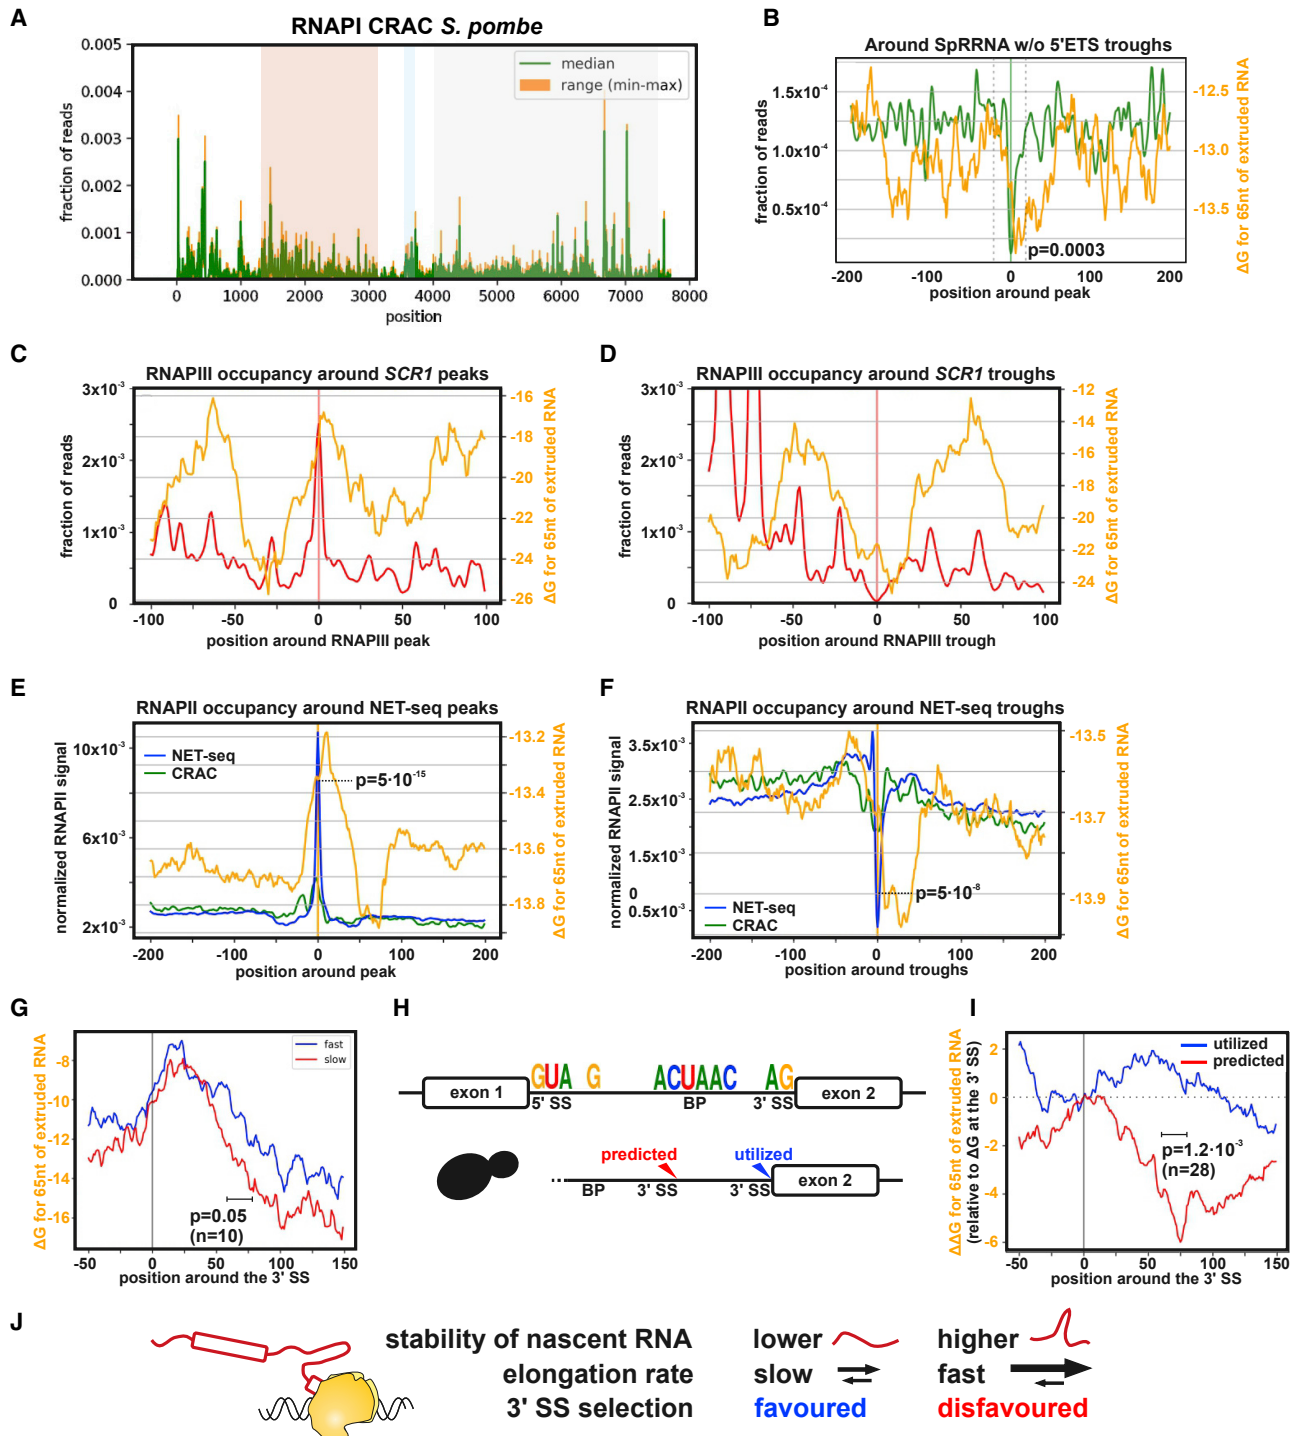 A
RNAPI CRAC S. pombe
0.005
0.004
0.003
0.002
0.001
0.000
fraction of reads
median
range (min-max)
0 1000 2000 3000 4000 5000 6000 7000 8000
position
B
Around SpRRNA w/o 5'ETS troughs
1.5x10⁻⁴
1.0x10⁻⁴
0.5x10⁻⁴
fraction of reads
-12.5
-13.0
-13.5
ΔG for 65nt of extruded RNA
p=0.0003
-200 -100 0 100 200
position around peak
C
RNAPIII occupancy around SCR1 peaks
3x10⁻³
2x10⁻³
1x10⁻³
0
fraction of reads
-16
-18
-20
-22
-24
-26
ΔG for 65nt of extruded RNA
-100 -50 0 50 100
position around RNAPIII peak
D
RNAPIII occupancy around SCR1 troughs
3x10⁻³
2x10⁻³
1x10⁻³
0
fraction of reads
-12
-14
-16
-18
-20
-22
-24
ΔG for 65nt of extruded RNA
-100 -50 0 50 100
position around RNAPIII trough
E
RNAPII occupancy around NET-seq peaks
10x10⁻³
6x10⁻³
2x10⁻³
normalized RNAPII signal
NET-seq
CRAC
p=5·10⁻¹⁵
-13.2
-13.4
-13.6
-13.8
ΔG for 65nt of extruded RNA
-200 -100 0 100 200
position around peak
F
RNAPII occupancy around NET-seq troughs
3.5x10⁻³
2.5x10⁻³
1.5x10⁻³
0
0.5x10⁻³
normalized RNAPII signal
NET-seq
CRAC
p=5·10⁻⁸
-13.5
-13.7
-13.9
ΔG for 65nt of extruded RNA
-200 -100 0 100 200
position around troughs
G
-8
-10
-12
-14
-16
ΔG for 65nt of extruded RNA
fast
slow
p=0.05
(n=10)
-50 0 50 100 150
position around the 3' SS
H
GUA G ACUAAC AG
exon 1 exon 2
5' SS BP 3' SS
predicted utilized
exon 2
BP 3' SS 3' SS
I
2
0
-2
-4
-6
ΔΔG for 65nt of extruded RNA
(relative to ΔG at the 3' SS)
utilized
predicted
p=1.2·10⁻³
(n=28)
-50 0 50 100 150
position around the 3' SS
J
stability of nascent RNA lower higher
elongation rate slow fast
3' SS selection favoured disfavoured